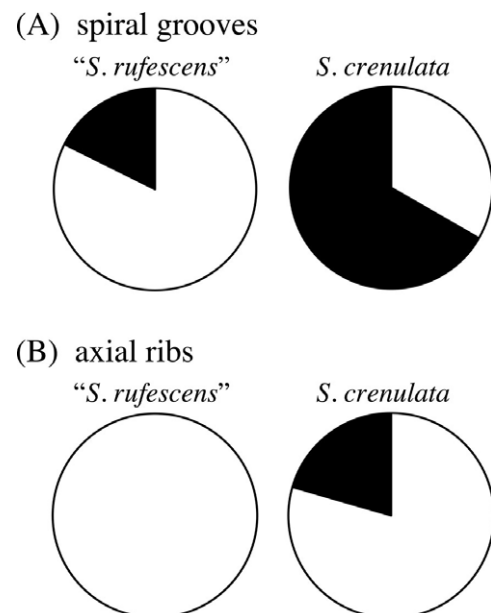 (A) spiral grooves
“S. rufescens” S. crenulata
(B) axial ribs
“S. rufescens” S. crenulata